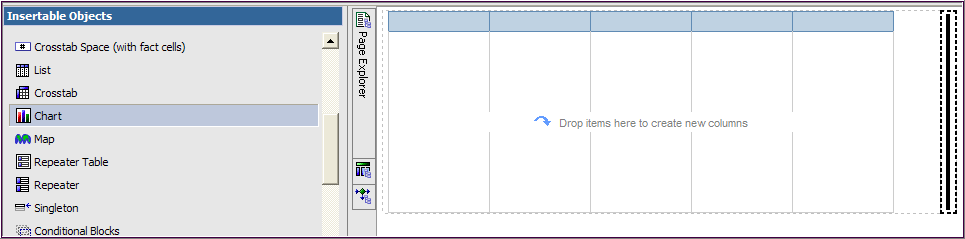 Insertable Objects
Crosstab Space (with fact cells)
List
Crosstab
Chart
Map
Repeater Table
Repeater
Singleton
Conditional Blocks
Page Explorer
Drop items here to create new columns